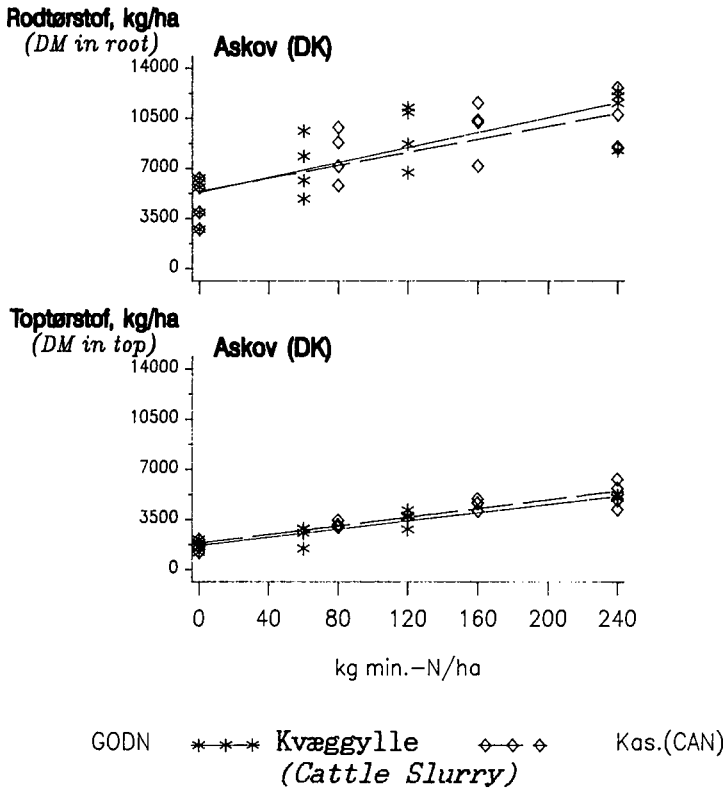 Rodtørstof, kg/ha
(DM in root)
Askov (DK)
14000
10500
7000
3500
0
Toptørstof, kg/ha
(DM in top)
Askov (DK)
14000
10500
7000
3500
0
0 40 80 120 160 200 240
kg min.-N/ha
GODN Kvæggylle Kas.(CAN)
(Cattle Slurry)